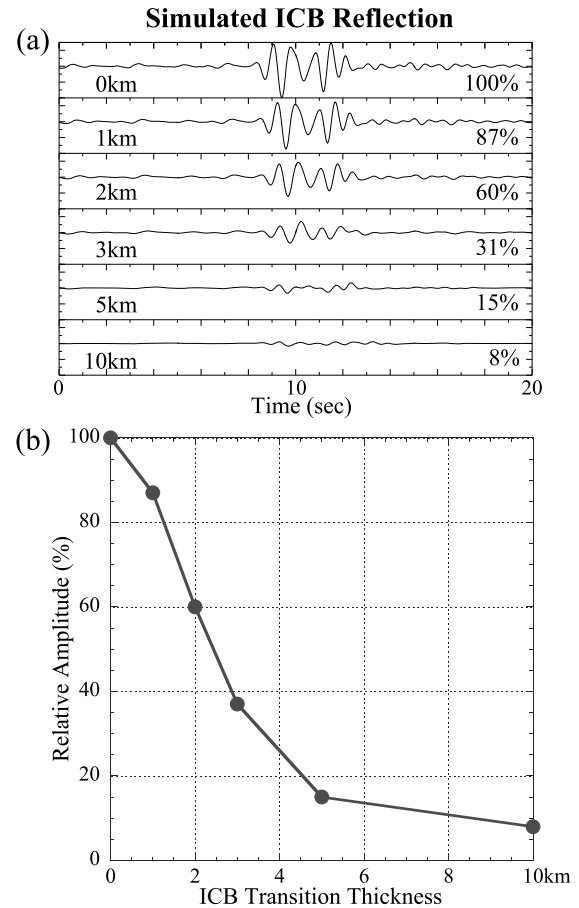 Simulated ICB Reflection
(a)
0km 100%
1km 87%
2km 60%
3km 31%
5km 15%
10km 8%
0 10 20
Time (sec)
(b)
100
80
60
40
20
0
Relative Amplitude (%)
0 2 4 6 8 10km
ICB Transition Thickness